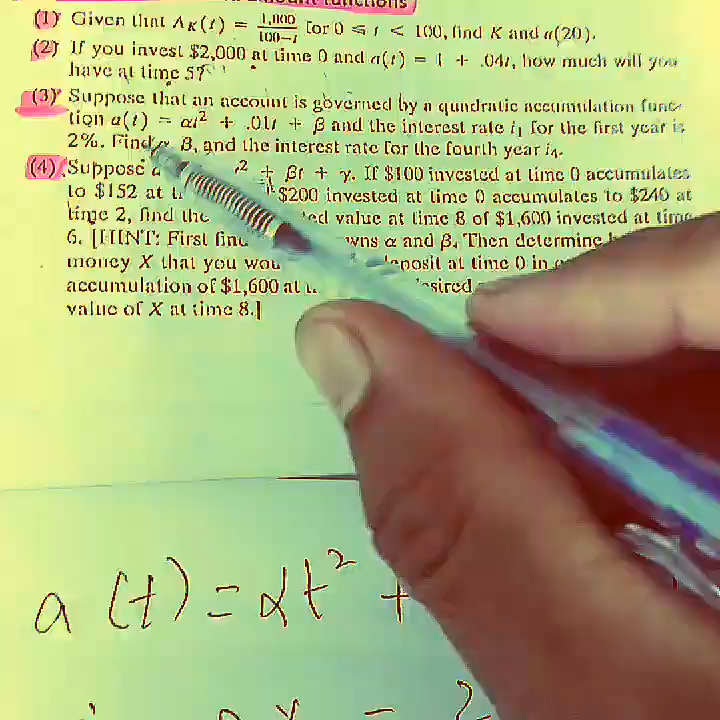 amount functions
(1) Given that A_K(t) = 1,000/100−t for 0 ⩽ t < 100, find K and a(20).
(2) If you invest $2,000 at time 0 and a(t) = 1 + .04t, how much will you
have at time 5?
(3) Suppose that an account is governed by a quadratic accumulation func-
tion a(t) = αt² + .01t + β and the interest rate i₁ for the first year is
2%. Find β, and the interest rate for the fourth year i₄.
(4) Suppose t² + βt + γ. If $100 invested at time 0 accumulates
to $152 at $200 invested at time 0 accumulates to $240 at
time 2, find the value at time 8 of $1,600 invested at time
6. [HINT: First α and β. Then determine
money X that you deposit at time 0 in
accumulation of $1,600 at
value of X at time 8.]
a(t) = αt² +
= 2